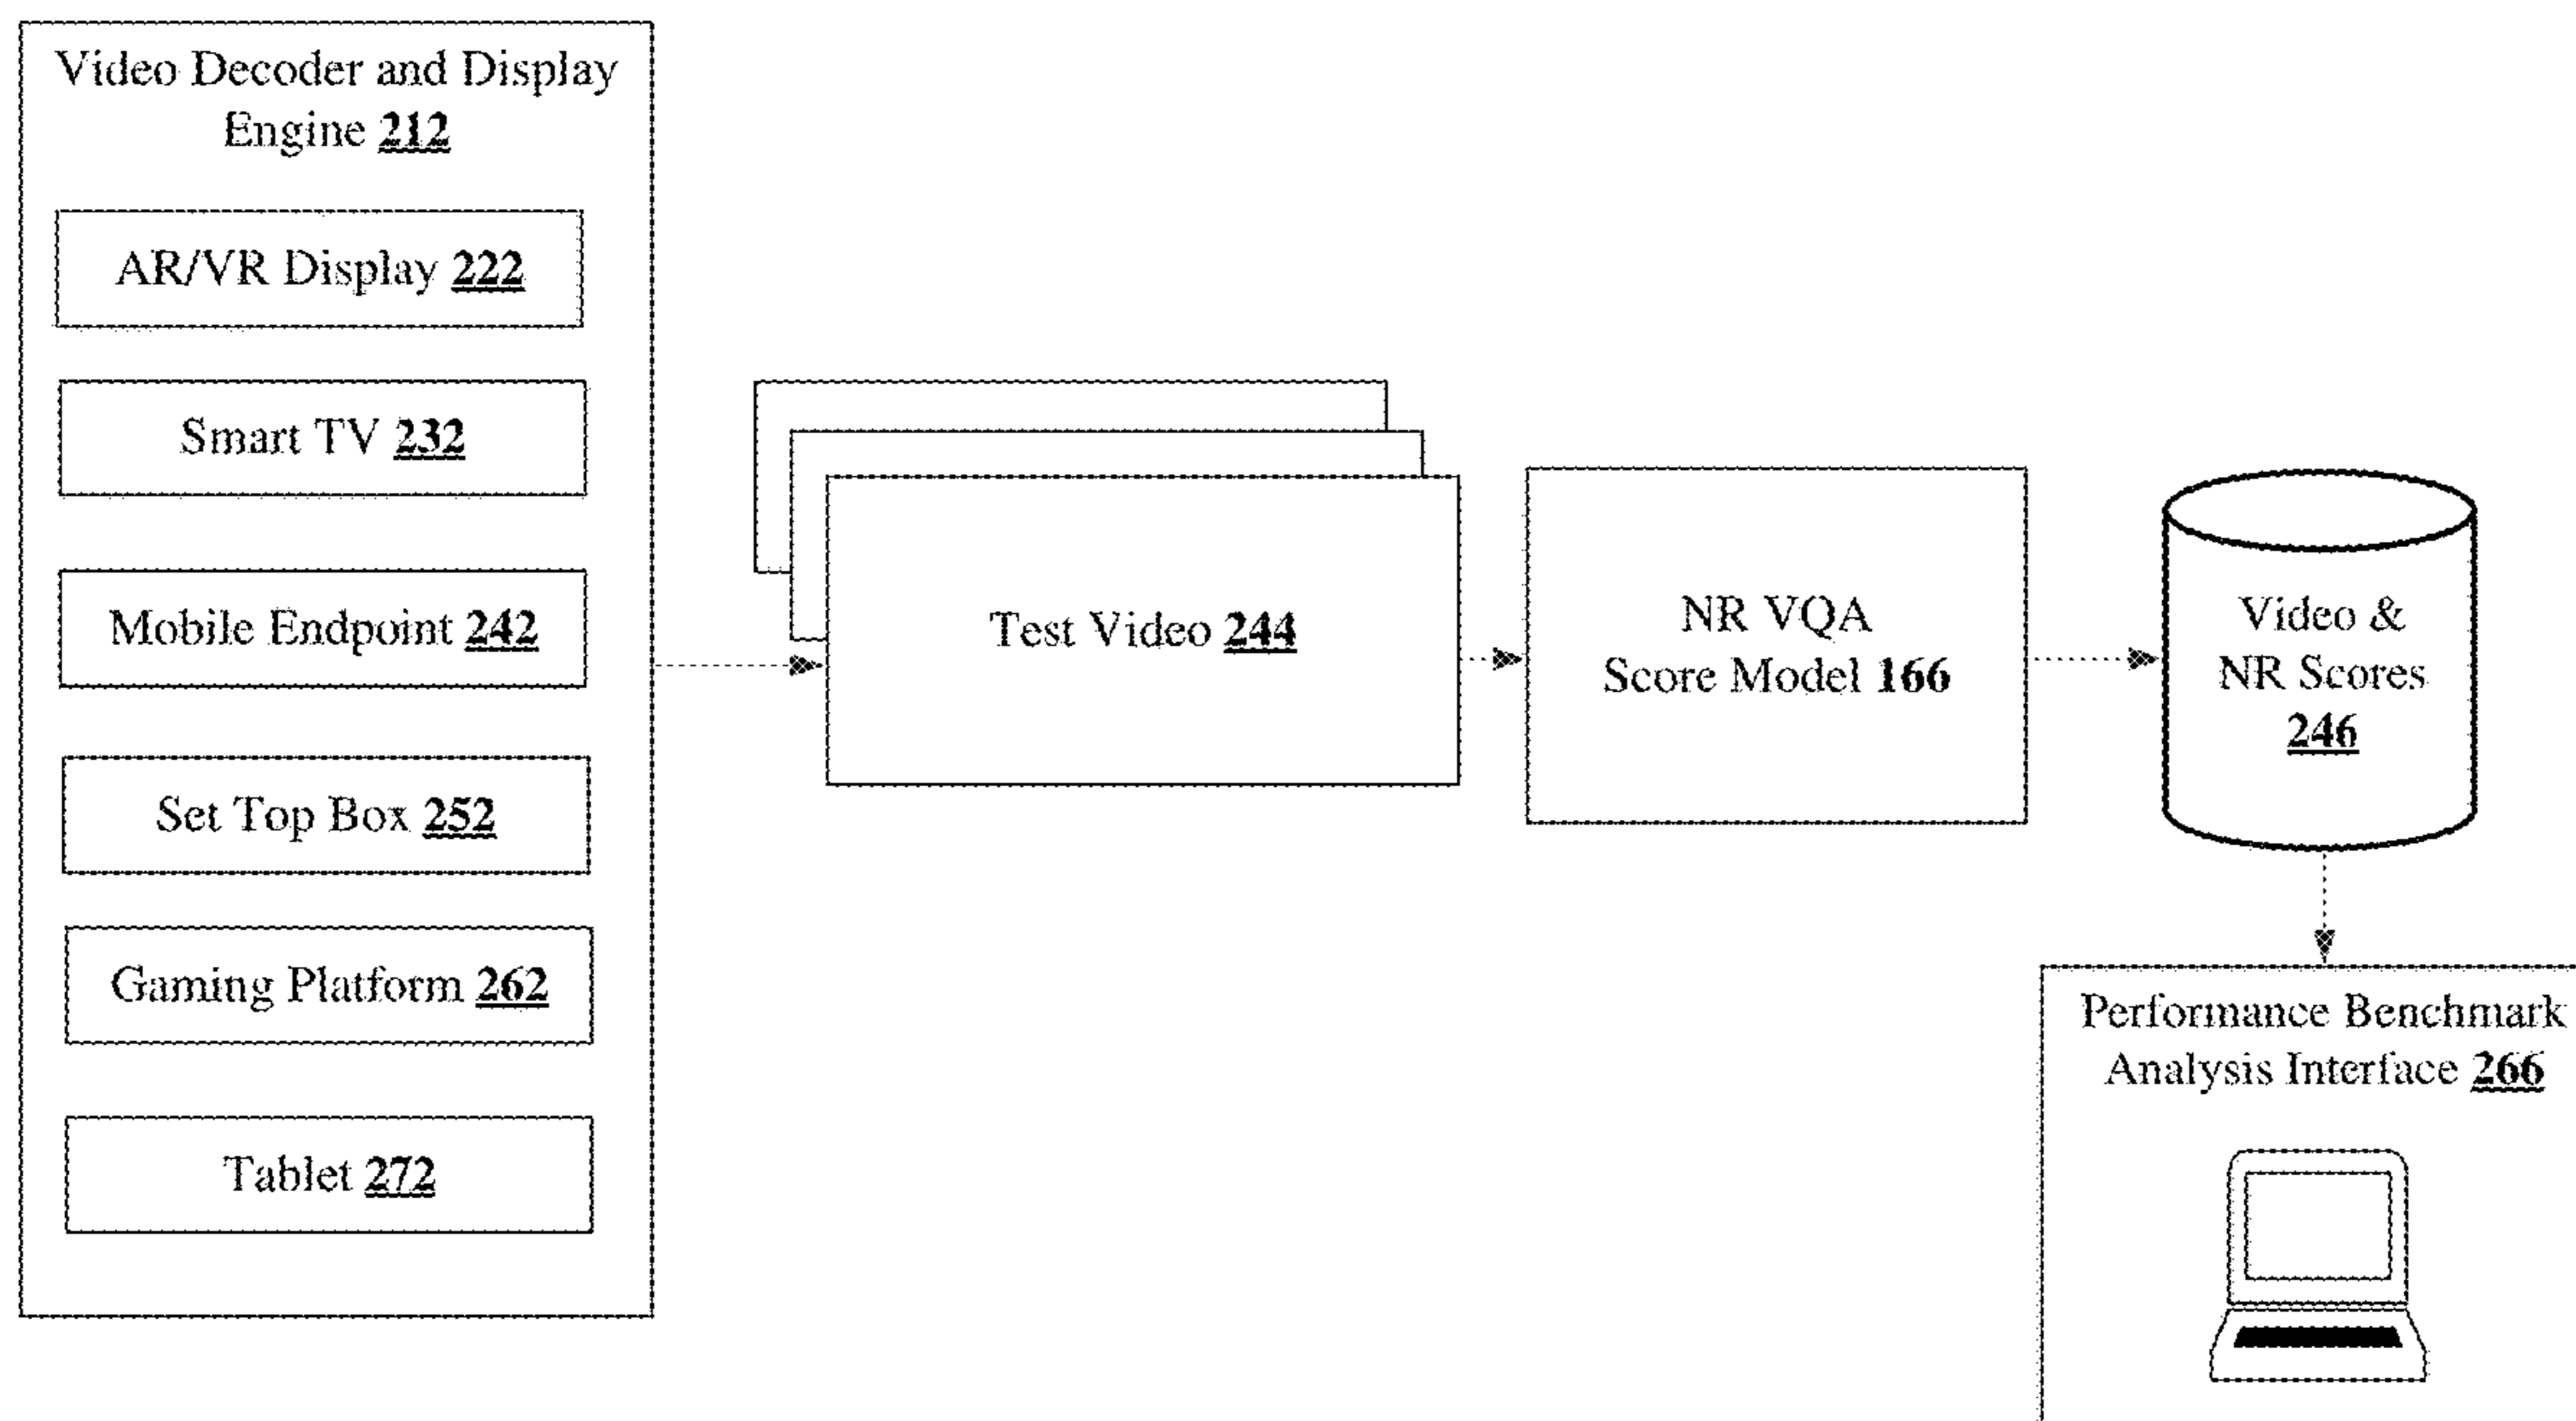 Video Decoder and Display
Engine 212
AR/VR Display 222
Smart TV 232
Mobile Endpoint 242
Set Top Box 252
Gaming Platform 262
Tablet 272
Test Video 244
NR VQA
Score Model 166
Video &
NR Scores
246
Performance Benchmark
Analysis Interface 266